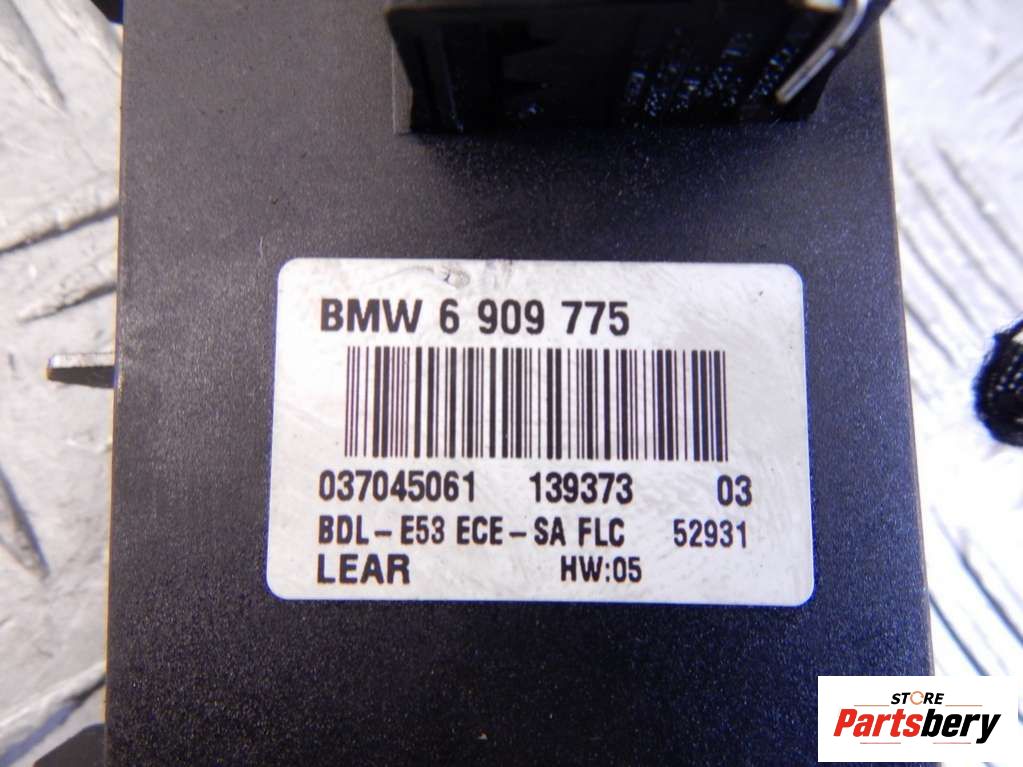 BMW 6 909 775
037045061 139373 03
BDL - E53 ECE - SA FLC 52931
LEAR HW:05
STORE
Partsbery